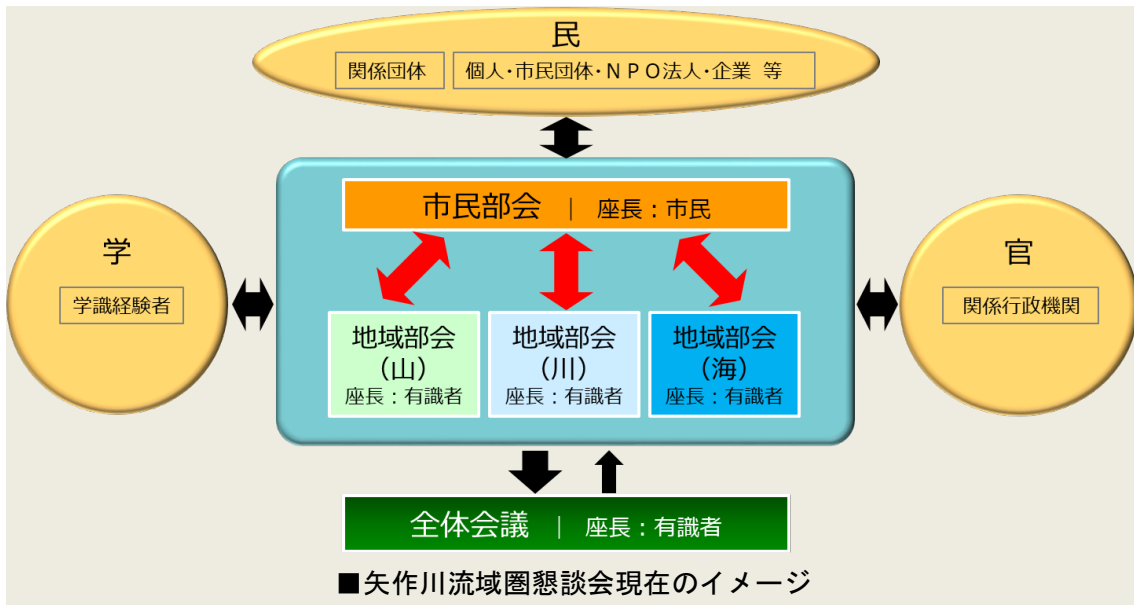 民
関係団体
個人・市民団体・ＮＰＯ法人・企業 等
市民部会 | 座長：市民
学
学識経験者
官
関係行政機関
地域部会
(山)
座長：有識者
地域部会
(川)
座長：有識者
地域部会
(海)
座長：有識者
全体会議 | 座長：有識者
■矢作川流域圏懇談会現在のイメージ